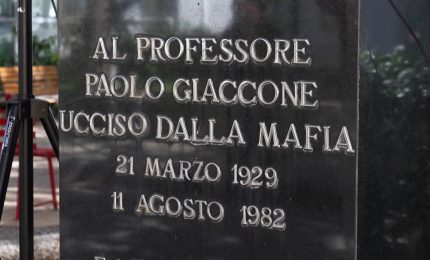 AL PROFESSORE
PAOLO GIACCONE
UCCISO DALLA MAFIA
21 MARZO 1929
11 AGOSTO 1982